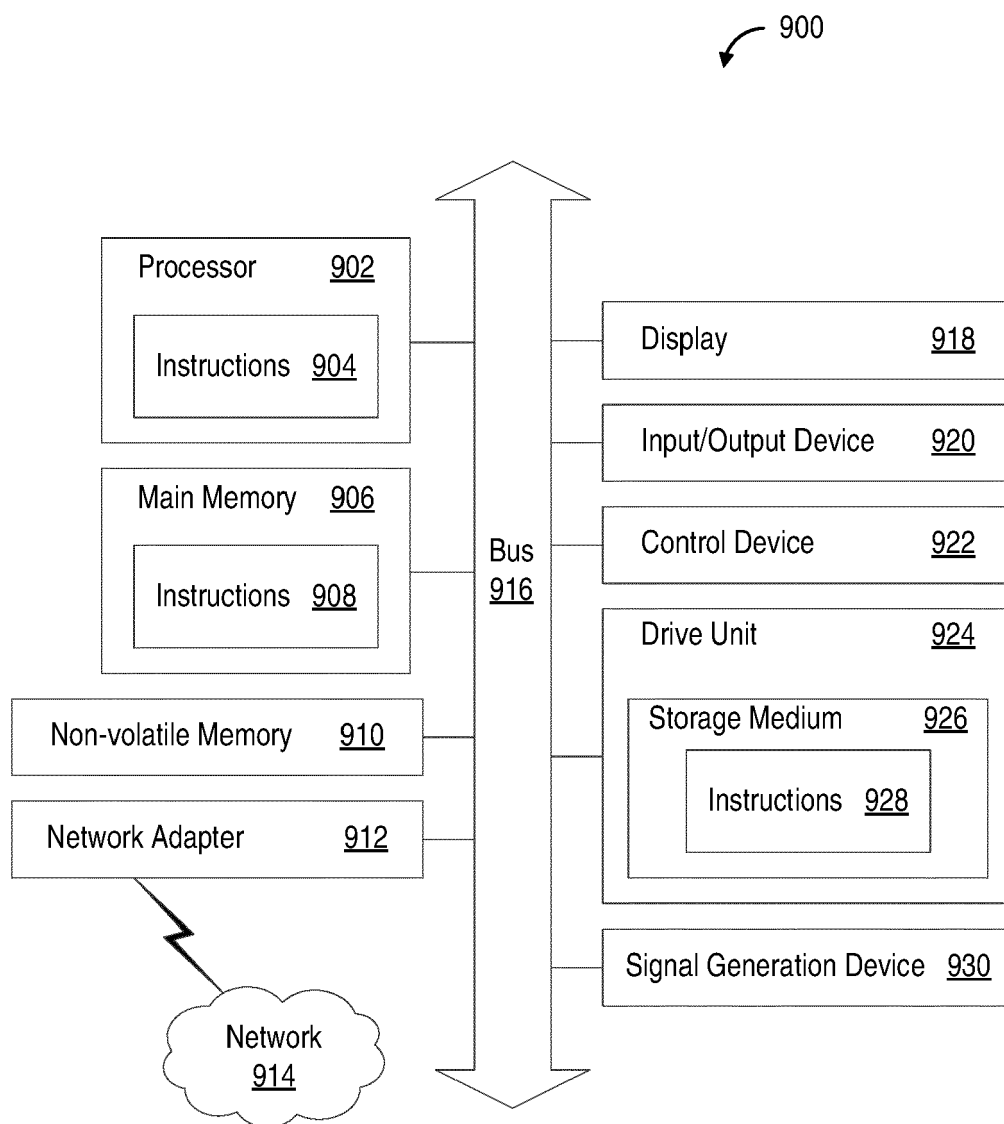 900
Processor 902
Instructions 904
Main Memory 906
Instructions 908
Non-volatile Memory 910
Network Adapter 912
Network
914
Bus
916
Display 918
Input/Output Device 920
Control Device 922
Drive Unit 924
Storage Medium 926
Instructions 928
Signal Generation Device 930